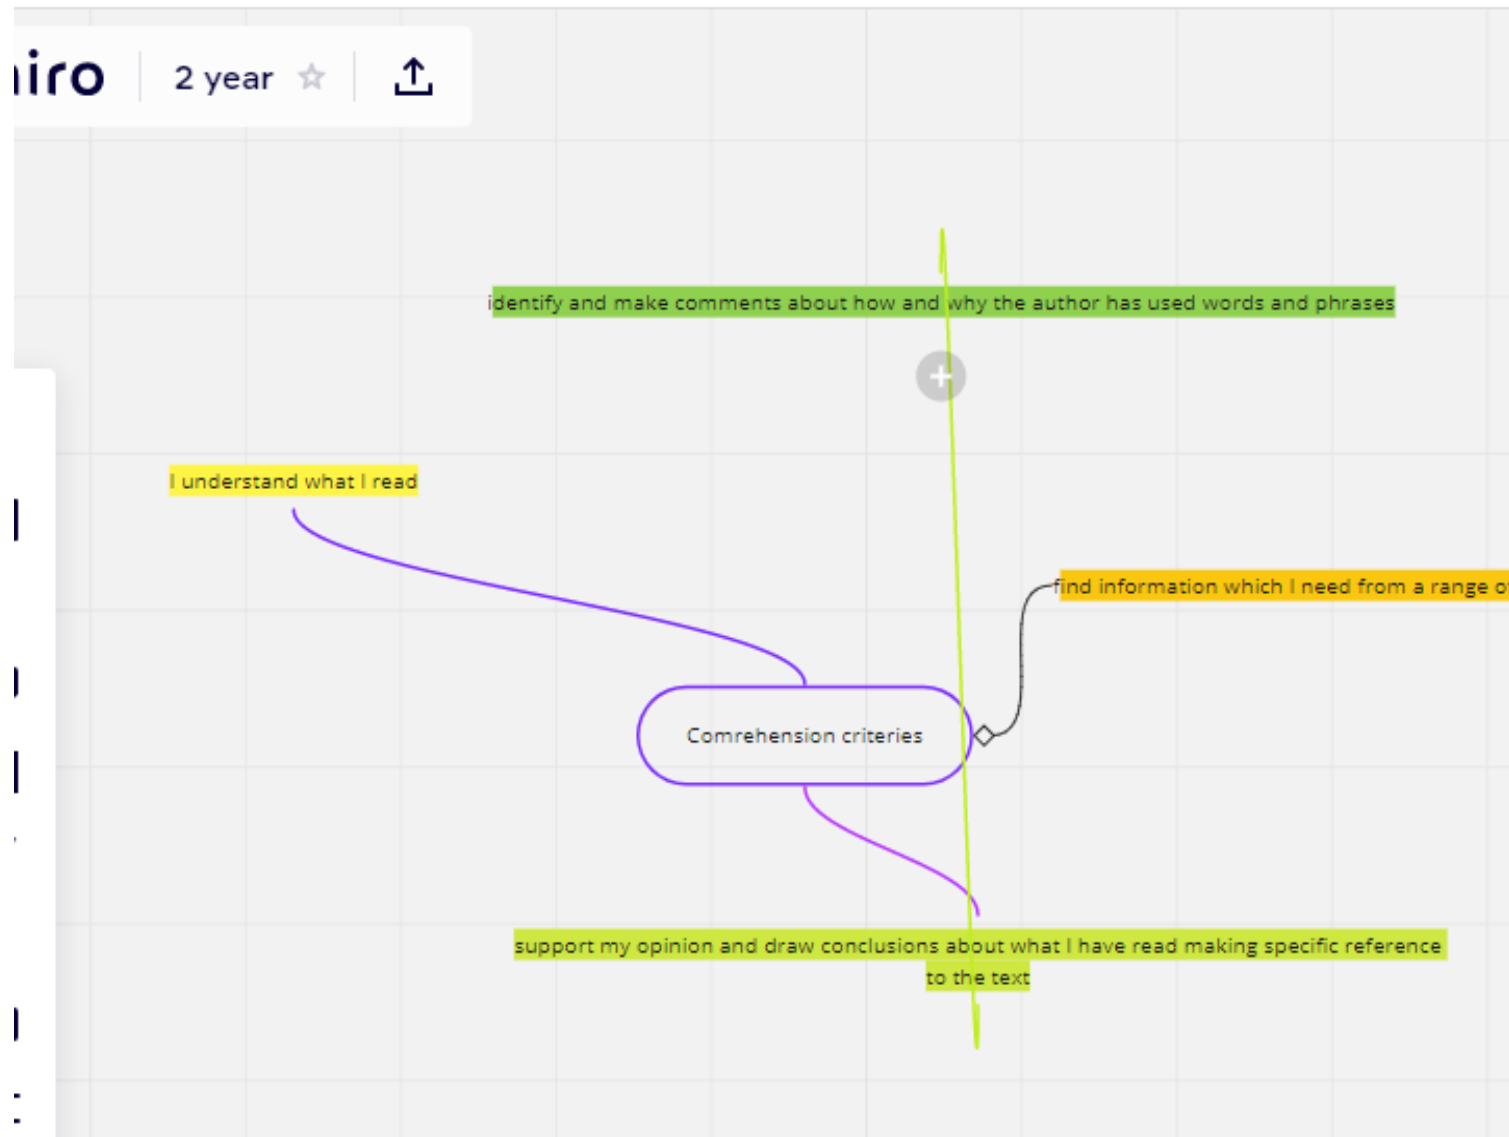 iro
2 year
identify and make comments about how and why the author has used words and phrases
I understand what I read
find information which I need from a range
Comrehension criteries
support my opinion and draw conclusions about what I have read making specific reference
to the text